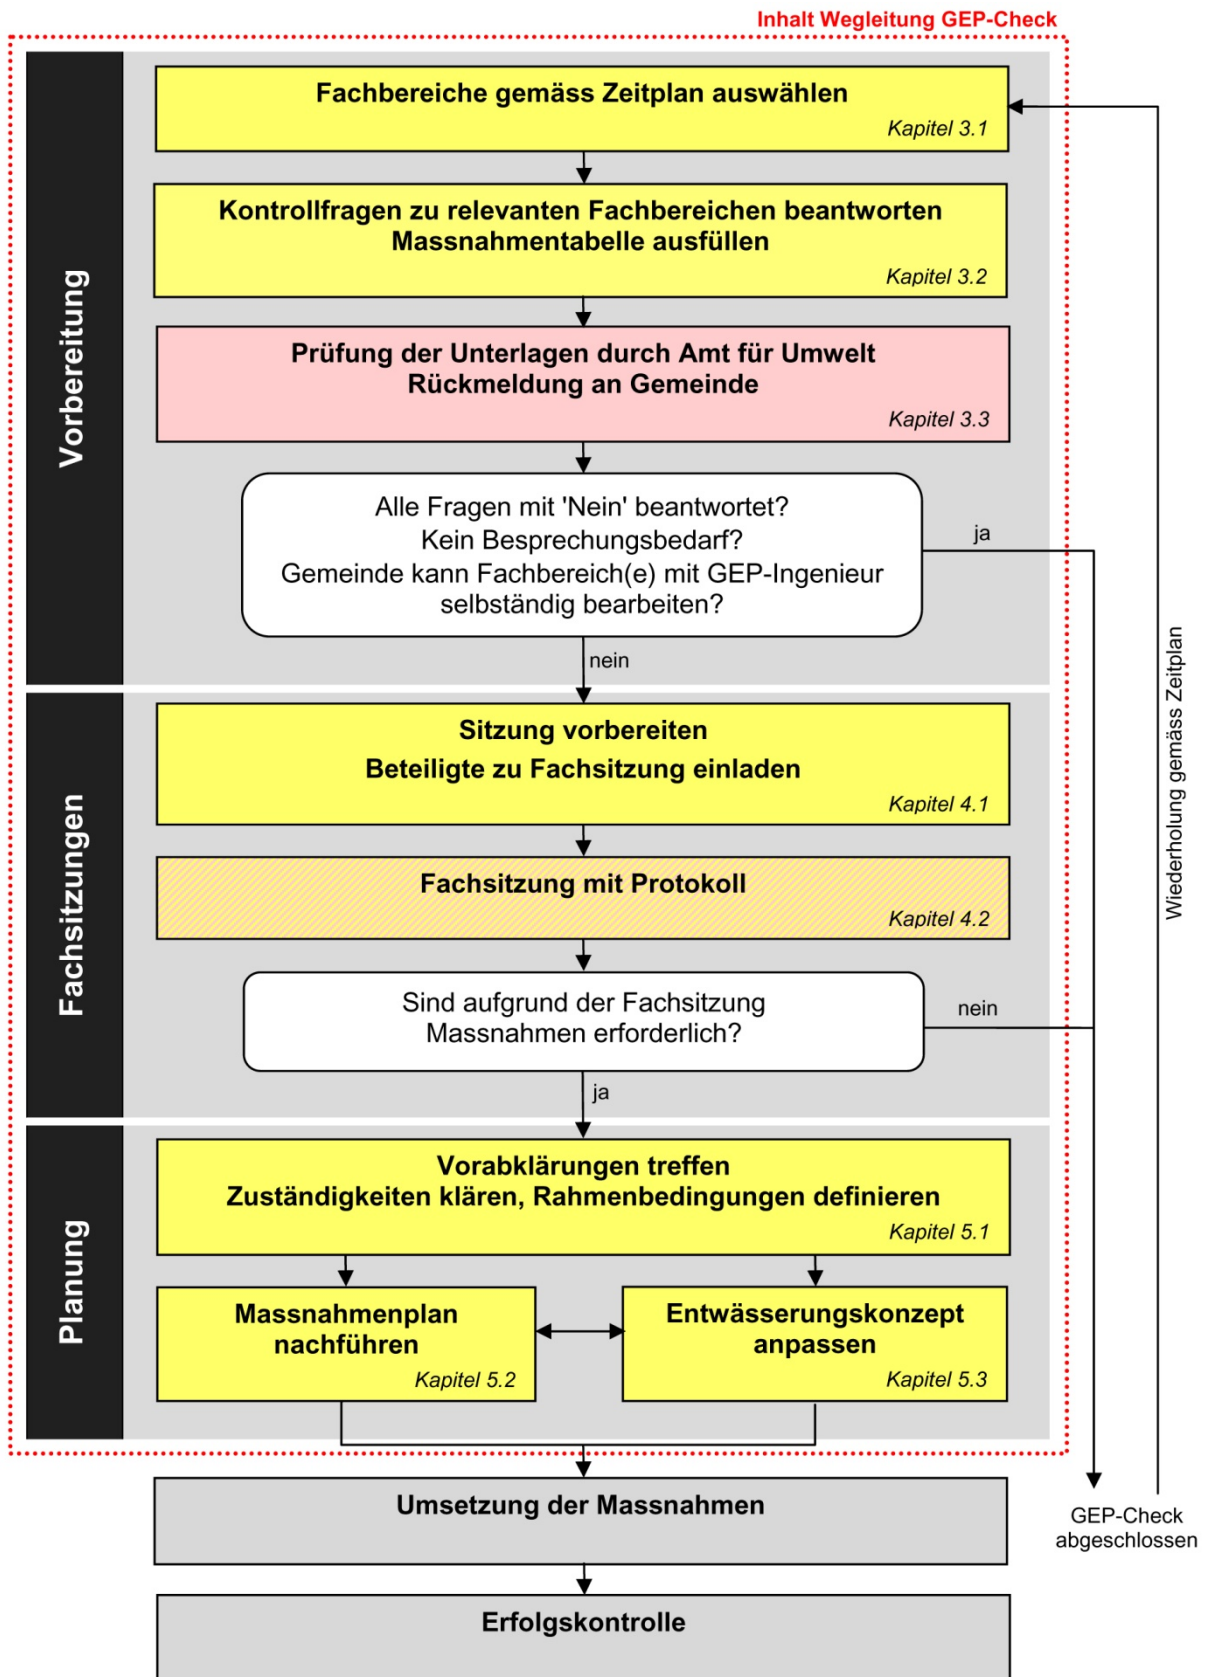 Inhalt Wegleitung GEP-Check
Vorbereitung
Fachbereiche gemäss Zeitplan auswählen
Kapitel 3.1
Kontrollfragen zu relevanten Fachbereichen beantworten
Massnahmentabelle ausfüllen
Kapitel 3.2
Prüfung der Unterlagen durch Amt für Umwelt
Rückmeldung an Gemeinde
Kapitel 3.3
Alle Fragen mit 'Nein' beantwortet?
Kein Besprechungsbedarf?
Gemeinde kann Fachbereich(e) mit GEP-Ingenieur
selbständig bearbeiten?
ja
nein
Fachsitzungen
Sitzung vorbereiten
Beteiligte zu Fachsitzung einladen
Kapitel 4.1
Fachsitzung mit Protokoll
Kapitel 4.2
Sind aufgrund der Fachsitzung
Massnahmen erforderlich?
nein
ja
Wiederholung gemäss Zeitplan
Planung
Vorabklärungen treffen
Zuständigkeiten klären, Rahmenbedingungen definieren
Kapitel 5.1
Massnahmenplan
nachführen
Kapitel 5.2
Entwässerungskonzept
anpassen
Kapitel 5.3
Umsetzung der Massnahmen
GEP-Check
abgeschlossen
Erfolgskontrolle